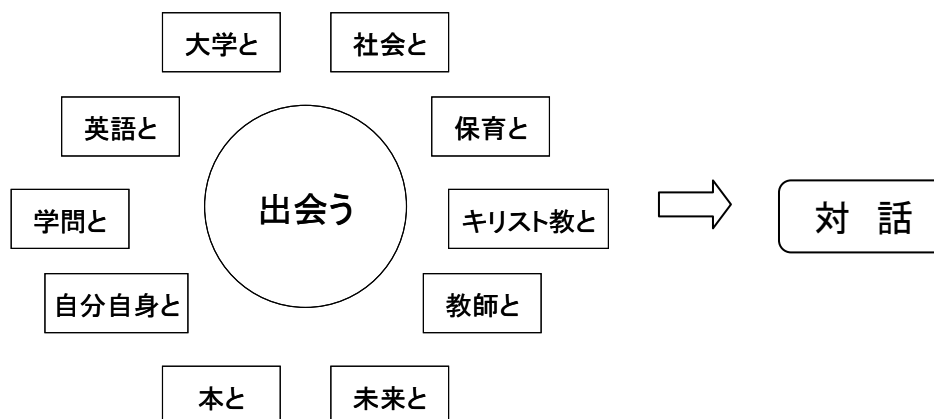 大学と
社会と
英語と
保育と
出会う
学問と
キリスト教と
対 話
自分自身と
教師と
本と
未来と